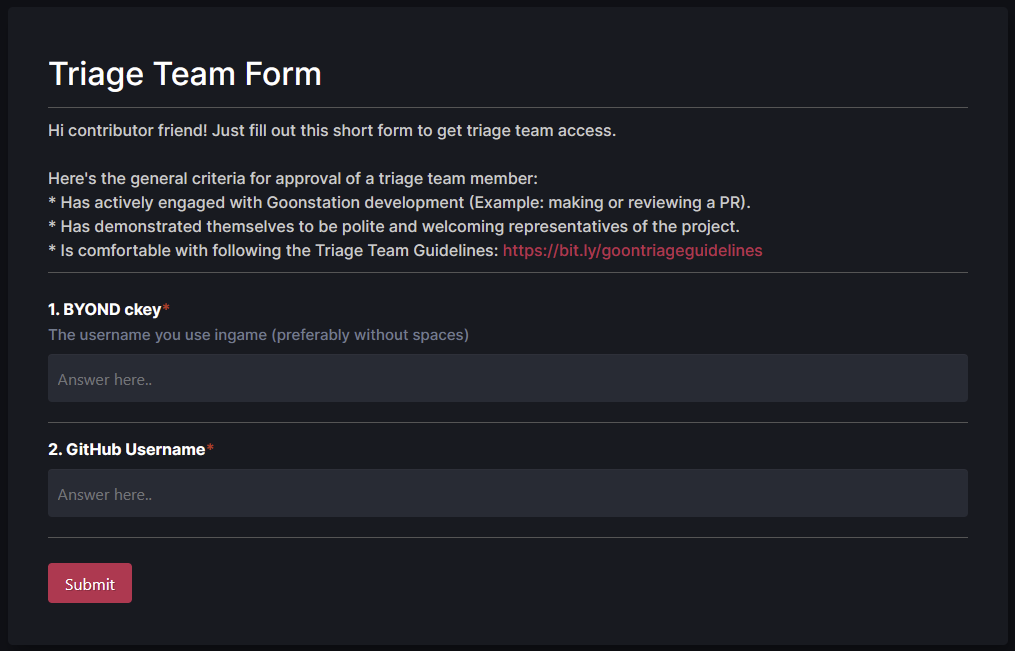 Triage Team Form
Hi contributor friend! Just fill out this short form to get triage team access.
Here's the general criteria for approval of a triage team member:
* Has actively engaged with Goonstation development (Example: making or reviewing a PR).
* Has demonstrated themselves to be polite and welcoming representatives of the project.
* Is comfortable with following the Triage Team Guidelines: https://bit.ly/goontriageguidelines
1. BYOND ckey*
The username you use ingame (preferably without spaces)
Answer here..
2. GitHub Username*
Answer here..
Submit